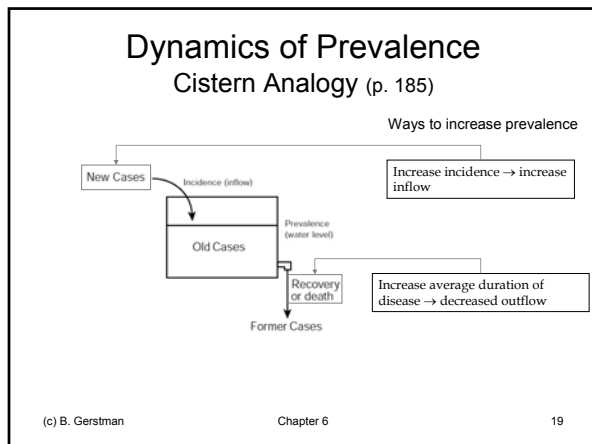 Dynamics of Prevalence
Cistern Analogy (p. 185)
Ways to increase prevalence
New Cases
Incidence (inflow)
Increase incidence → increase
inflow
Prevalence
(water level)
Old Cases
Recovery
or death
Increase average duration of
disease → decreased outflow
Former Cases
(c) B. Gerstman
Chapter 6
19